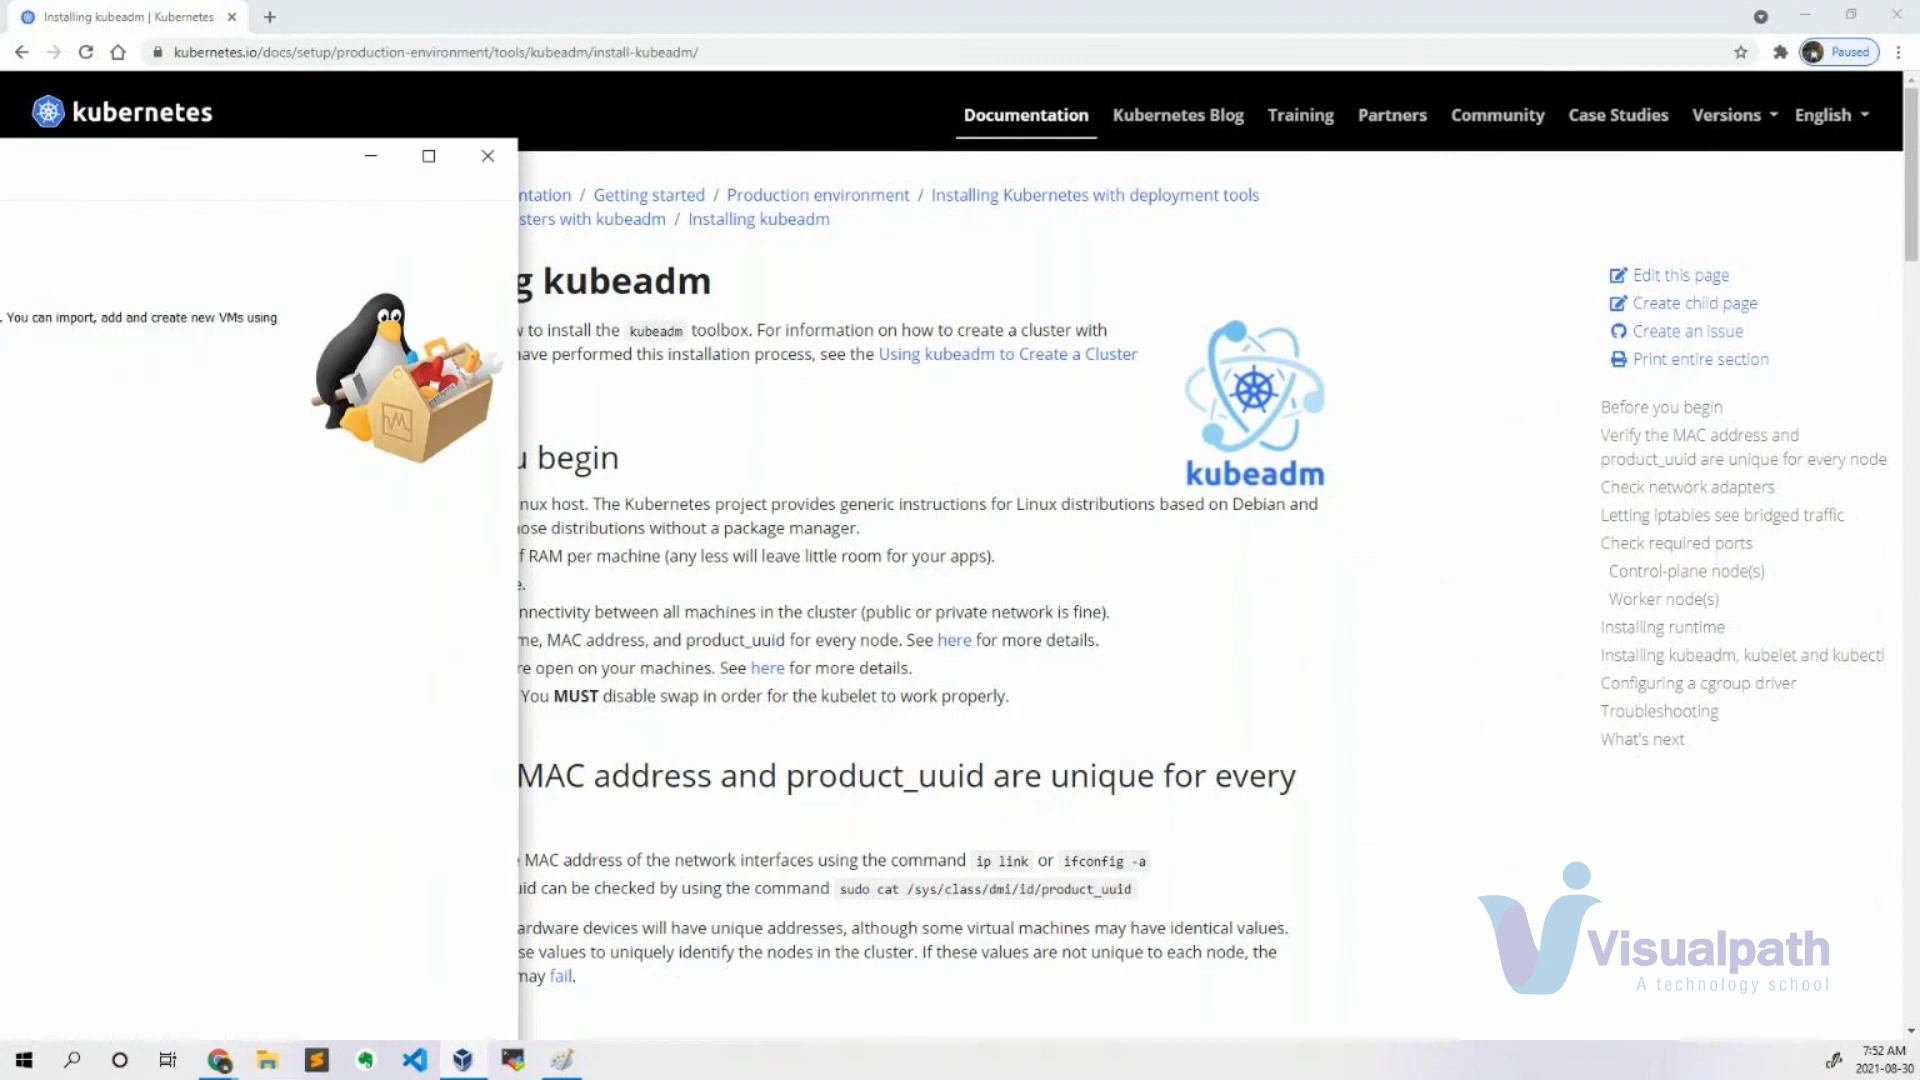 Installing kubeadm | Kubernetes
kubernetes.io/docs/setup/production-environment/tools/kubeadm/install-kubeadm/
Paused
kubernetes
Documentation Kubernetes Blog Training Partners Community Case Studies Versions English
ntation / Getting started / Production environment / Installing Kubernetes with deployment tools
sters with kubeadm / Installing kubeadm
g kubeadm
w to install the kubeadm toolbox. For information on how to create a cluster with
have performed this installation process, see the Using kubeadm to Create a Cluster
kubeadm
. You can import, add and create new VMs using
u begin
nux host. The Kubernetes project provides generic instructions for Linux distributions based on Debian and
hose distributions without a package manager.
f RAM per machine (any less will leave little room for your apps).
e.
nnectivity between all machines in the cluster (public or private network is fine).
me, MAC address, and product_uuid for every node. See here for more details.
re open on your machines. See here for more details.
You MUST disable swap in order for the kubelet to work properly.
MAC address and product_uuid are unique for every
MAC address of the network interfaces using the command ip link or ifconfig -a
uid can be checked by using the command sudo cat /sys/class/dmi/id/product_uuid
ardware devices will have unique addresses, although some virtual machines may have identical values.
se values to uniquely identify the nodes in the cluster. If these values are not unique to each node, the
may fail.
Edit this page
Create child page
Create an issue
Print entire section
Before you begin
Verify the MAC address and
product_uuid are unique for every node
Check network adapters
Letting iptables see bridged traffic
Check required ports
Control-plane node(s)
Worker node(s)
Installing runtime
Installing kubeadm, kubelet and kubectl
Configuring a cgroup driver
Troubleshooting
What's next
Visualpath
A technology school
7:52 AM
2021-08-30